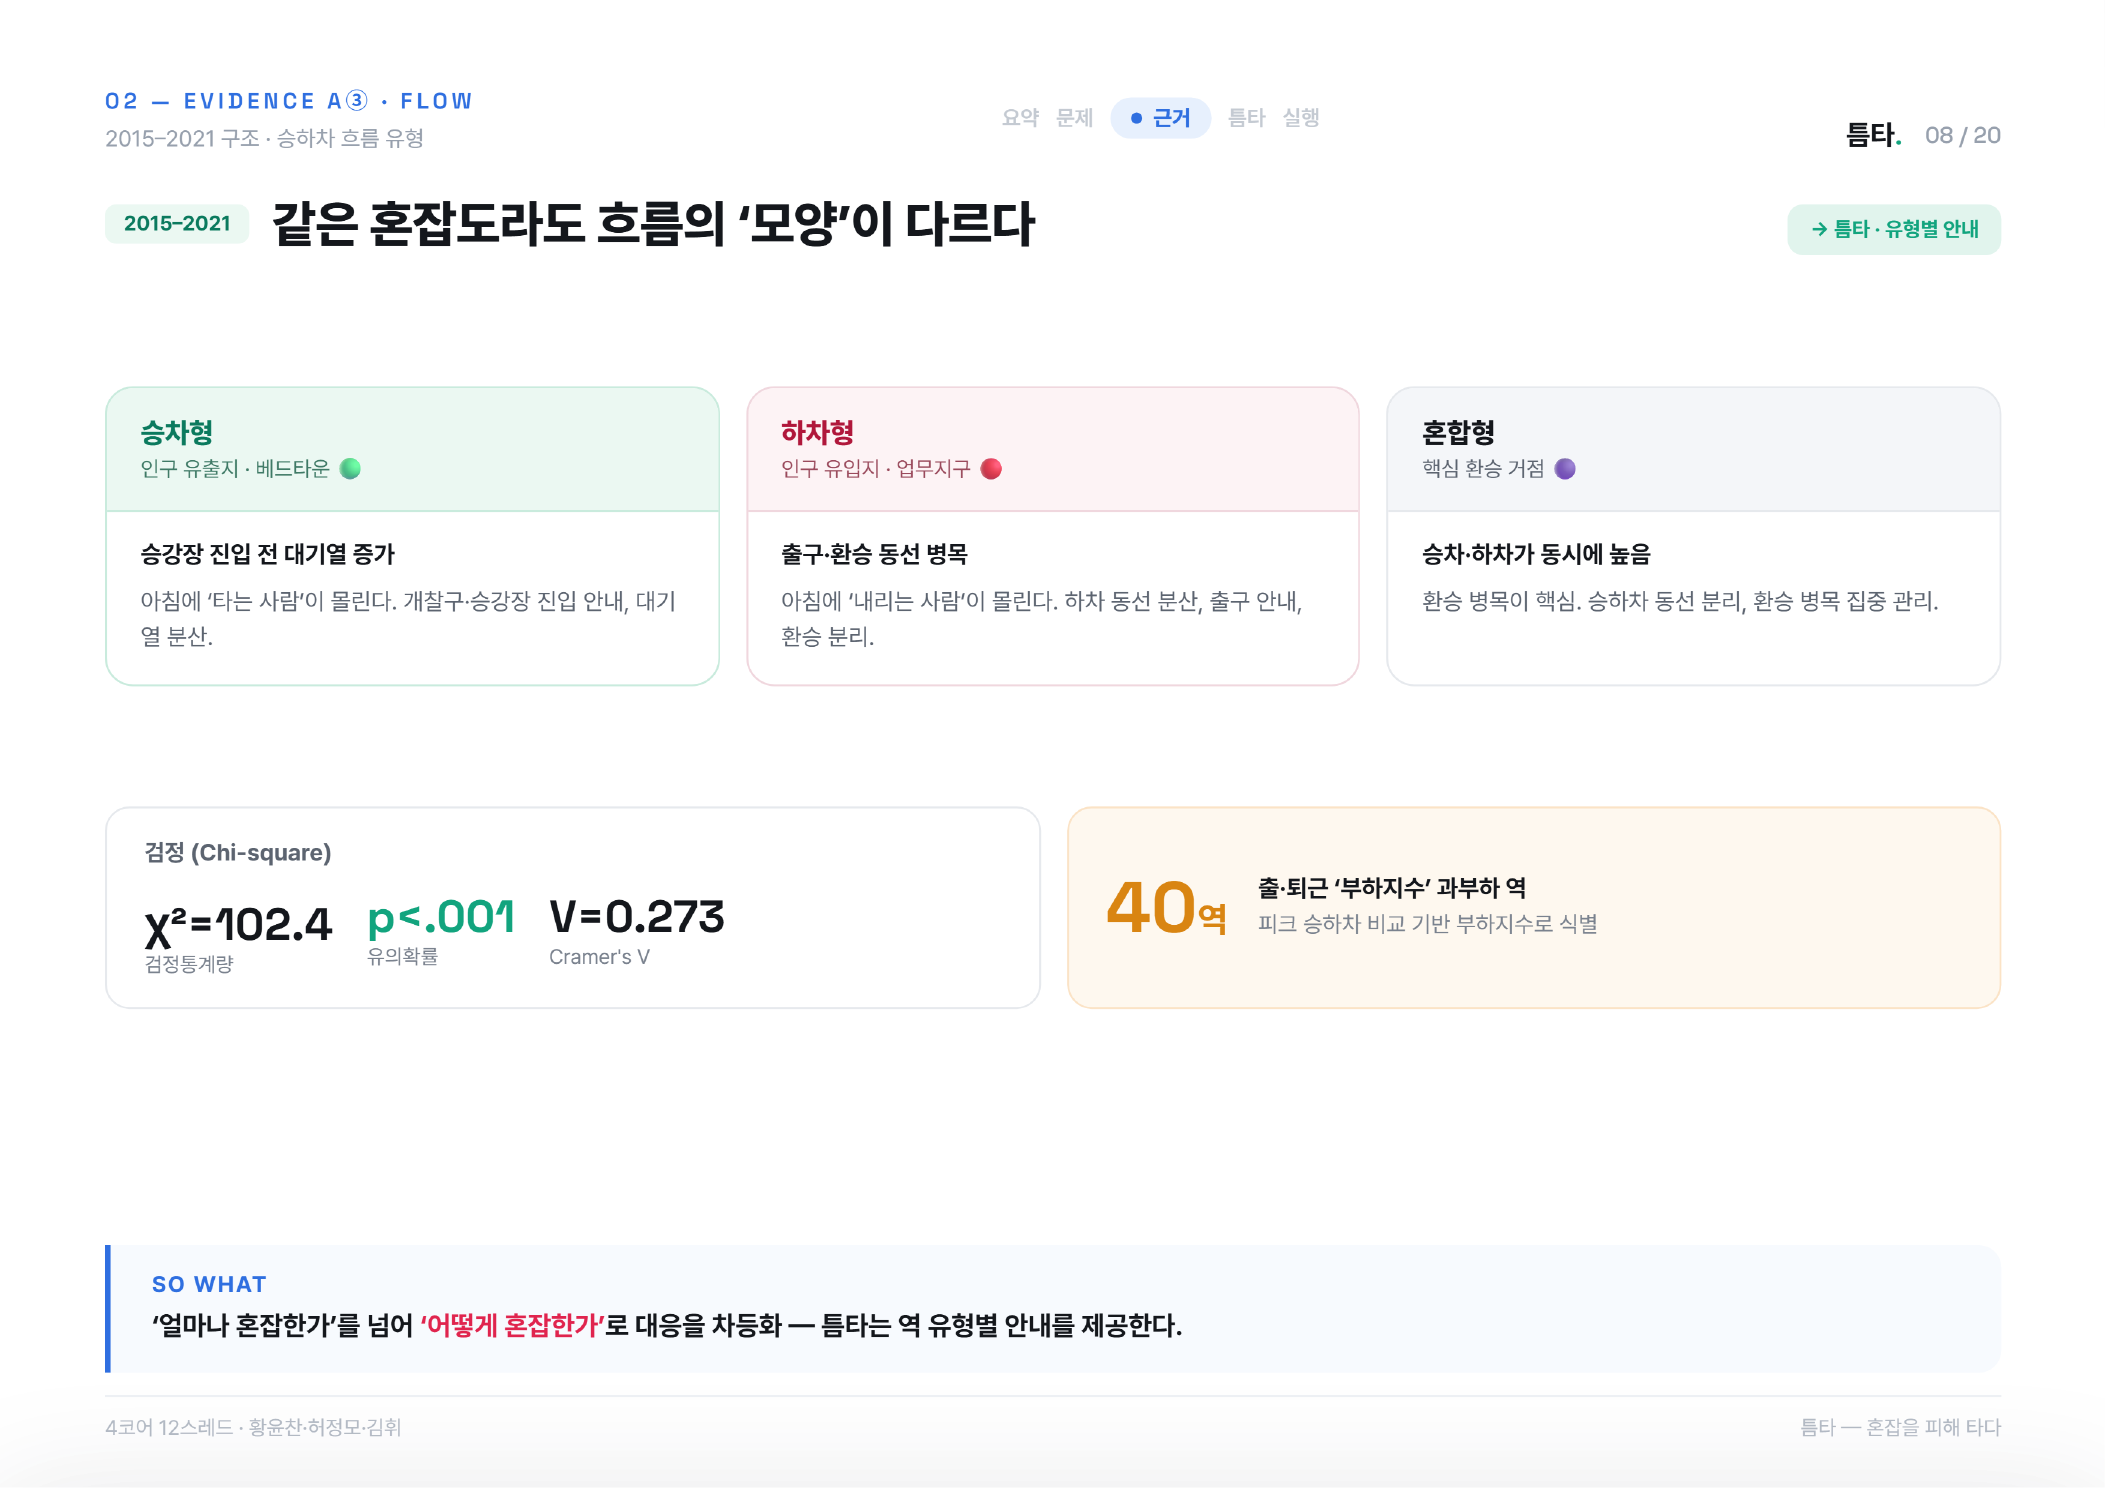 02 — EVIDENCE A③ · FLOW
2015–2021 구조 · 승하차 흐름 유형
요약 문제 근거 틈타 실행
틈타. 08 / 20
2015–2021
같은 혼잡도라도 흐름의 ‘모양’이 다르다
→ 틈타 · 유형별 안내
승차형
인구 유출지 · 베드타운
승강장 진입 전 대기열 증가
아침에 ‘타는 사람’이 몰린다. 개찰구·승강장 진입 안내, 대기
열 분산.
하차형
인구 유입지 · 업무지구
출구·환승 동선 병목
아침에 ‘내리는 사람’이 몰린다. 하차 동선 분산, 출구 안내,
환승 분리.
혼합형
핵심 환승 거점
승차·하차가 동시에 높음
환승 병목이 핵심. 승하차 동선 분리, 환승 병목 집중 관리.
검정 (Chi-square)
χ²=102.4
검정통계량
p<.001
유의확률
V=0.273
Cramer's V
40역
출·퇴근 ‘부하지수’ 과부하 역
피크 승하차 비교 기반 부하지수로 식별
SO WHAT
‘얼마나 혼잡한가’를 넘어 ‘어떻게 혼잡한가’로 대응을 차등화 — 틈타는 역 유형별 안내를 제공한다.
4코어 12스레드 · 황윤찬·허정모·김휘
틈타 — 혼잡을 피해 타다